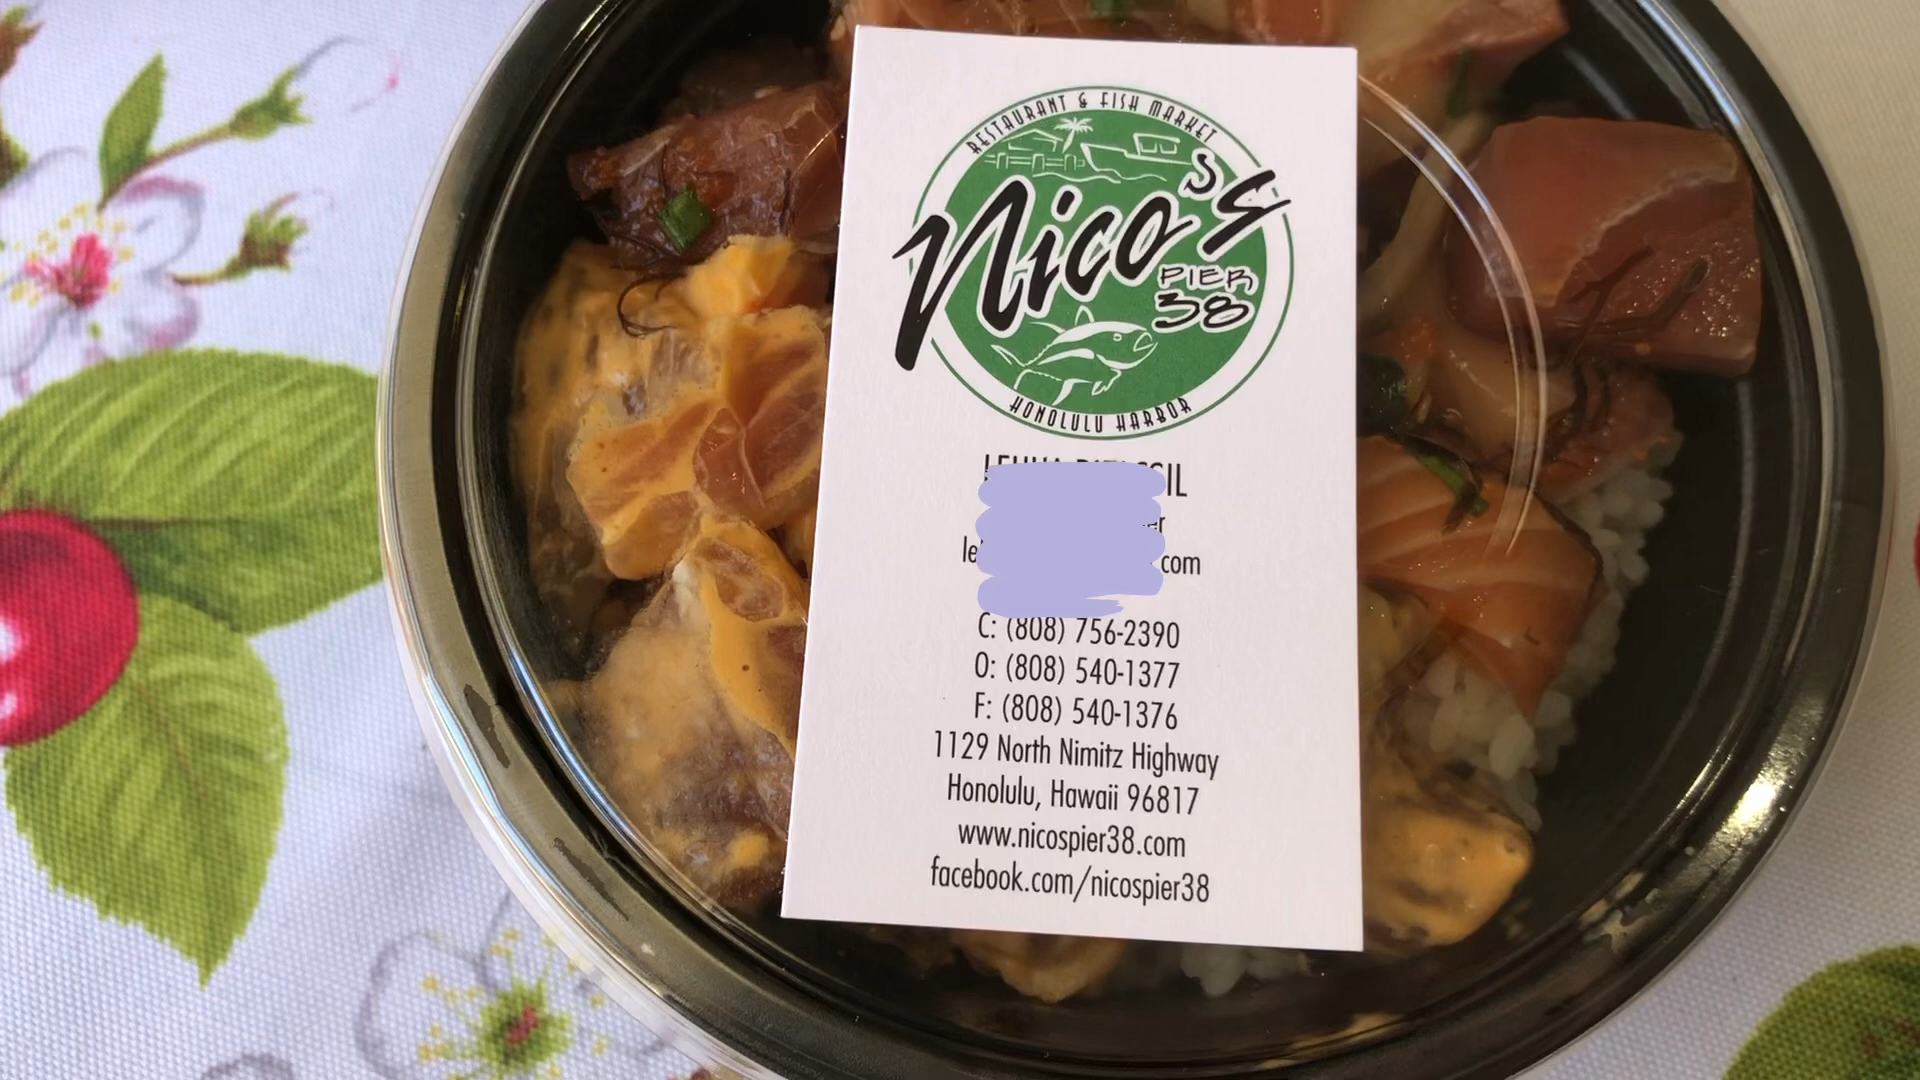 RESTAURANT & FISH MARKET
Nico's
PIER
38
HONOLULU HARBOR
C: (808) 756-2390
O: (808) 540-1377
F: (808) 540-1376
1129 North Nimitz Highway
Honolulu, Hawaii 96817
www.nicospier38.com
facebook.com/nicospier38